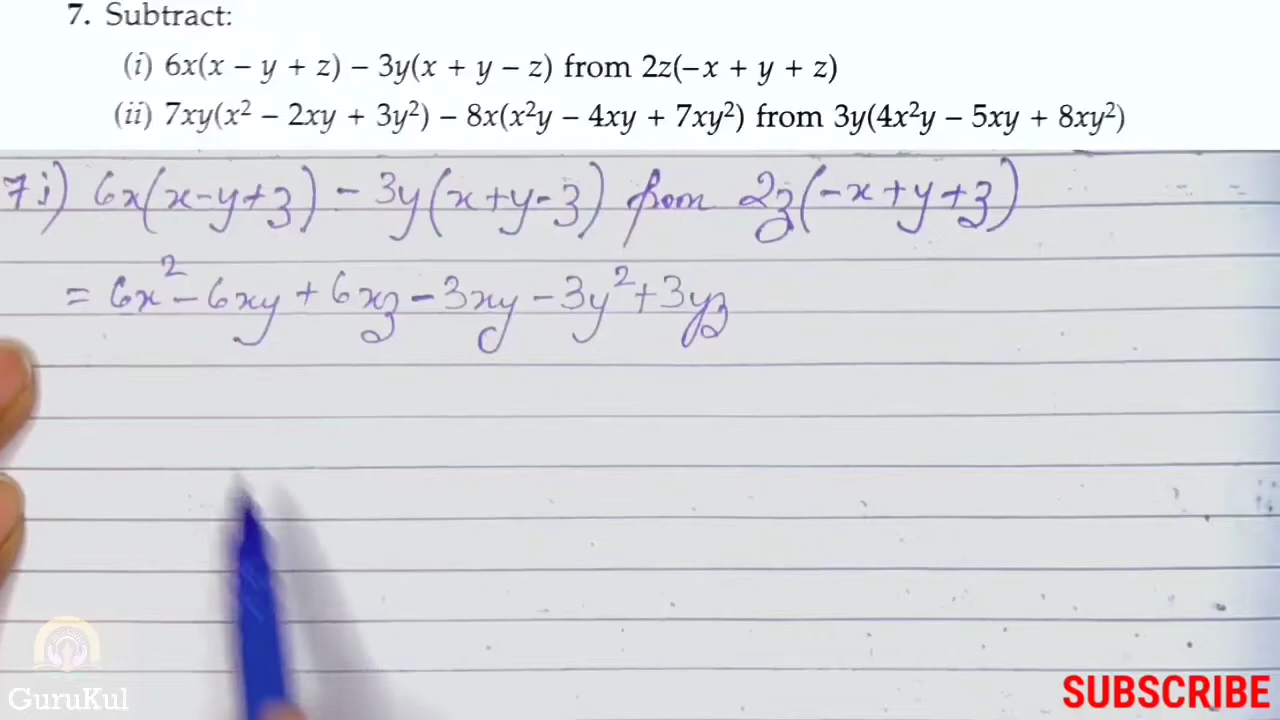 7. Subtract:
(i) 6x(x – y + z) – 3y(x + y – z) from 2z(–x + y + z)
(ii) 7xy(x² – 2xy + 3y²) – 8x(x²y – 4xy + 7xy²) from 3y(4x²y – 5xy + 8xy²)
7 i) 6x(x-y+z) - 3y(x+y-z) from 2z(-x+y+z)
= 6x² - 6xy + 6xz - 3xy - 3y² + 3yz
GuruKul
SUBSCRIBE